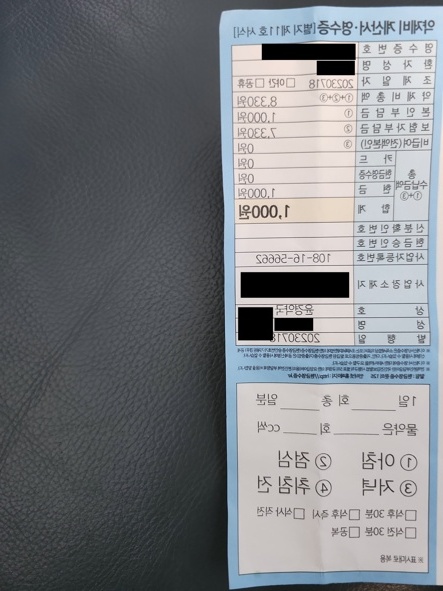 약제비 계산서·영수증 [별지 제11호 서식]
영수증 번호
환자 성명
조제 일자 20230718 □ 야간 □ 공휴
약제비 총액 ①+②+③ 8,330원
본인부담금 ① 1,000원
보험자부담금 ② 7,330원
비급여(전액본인) ③ 0원
총 수납금액 ①+③
카드 0원
현금영수증 0원
현금 1,000원
합계 1,000원
신분확인번호
현금승인번호
사업자등록번호 108-16-56662
사업장소재지
상호 윤경약국
성명
발행일 20230718
1일 ___회 총 ___일분
물약은 ___회 ___cc씩
① 아침 ② 점심
③ 저녁 ④ 취침 전
□ 식후 30분 □ 식후 즉시 □ 식사 직전
□ 식전 30분 □ 공복
※ 표시대로 복용